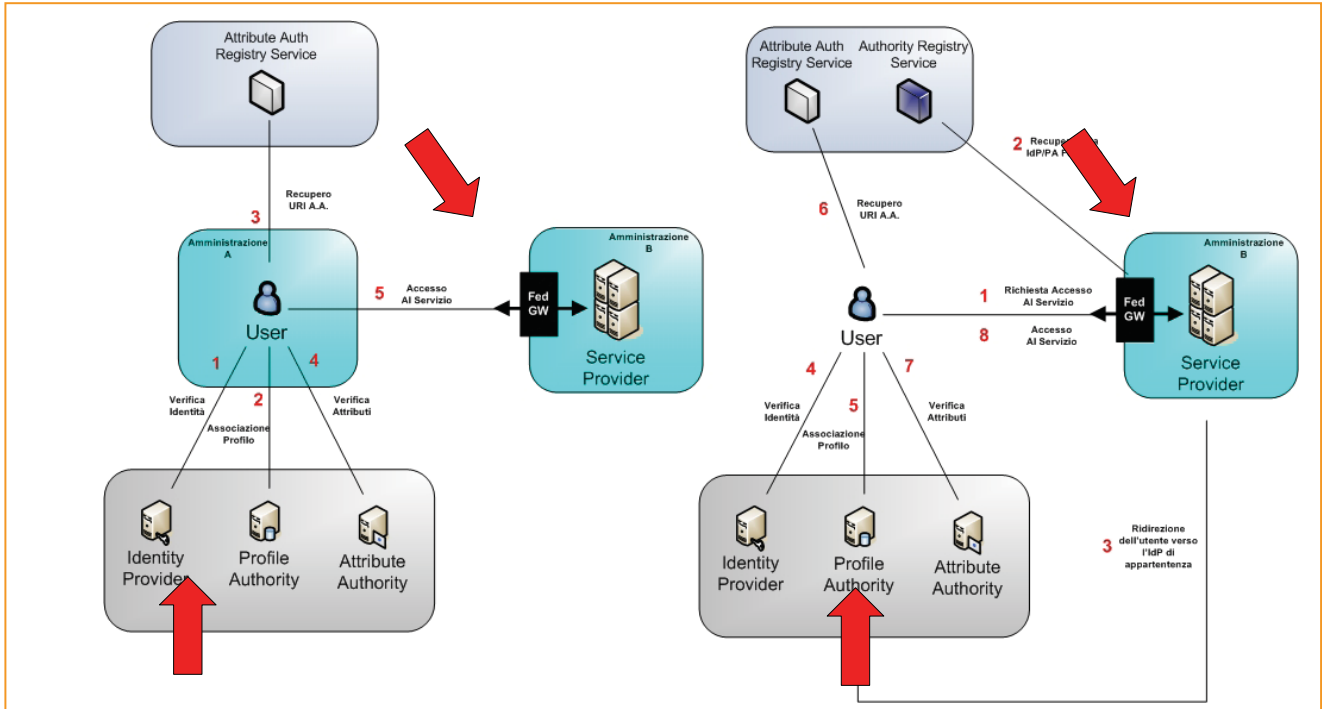 Attribute Auth
Registry Service
3
Recupero
URI A.A.
Amministrazione
A
User
1
2
4
Verifica
Identità
Associazione
Profilo
Verifica
Attributi
Identity
Provider
Profile
Authority
Attribute
Authority
5
Accesso
Al Servizio
Fed
GW
Amministrazione
B
Service
Provider
Attribute Auth
Registry Service
Authority Registry
Service
2
IdP/PA
6
Recupero
URI A.A.
User
1
Richiesta Accesso
Al Servizio
8
Accesso
Al Servizio
Fed
GW
Amministrazione
B
Service
Provider
4
5
7
Verifica
Identità
Associazione
Profilo
Verifica
Attributi
Identity
Provider
Profile
Authority
Attribute
Authority
3
Ridirezione
dell'utente verso
l'IdP di
appartentenza